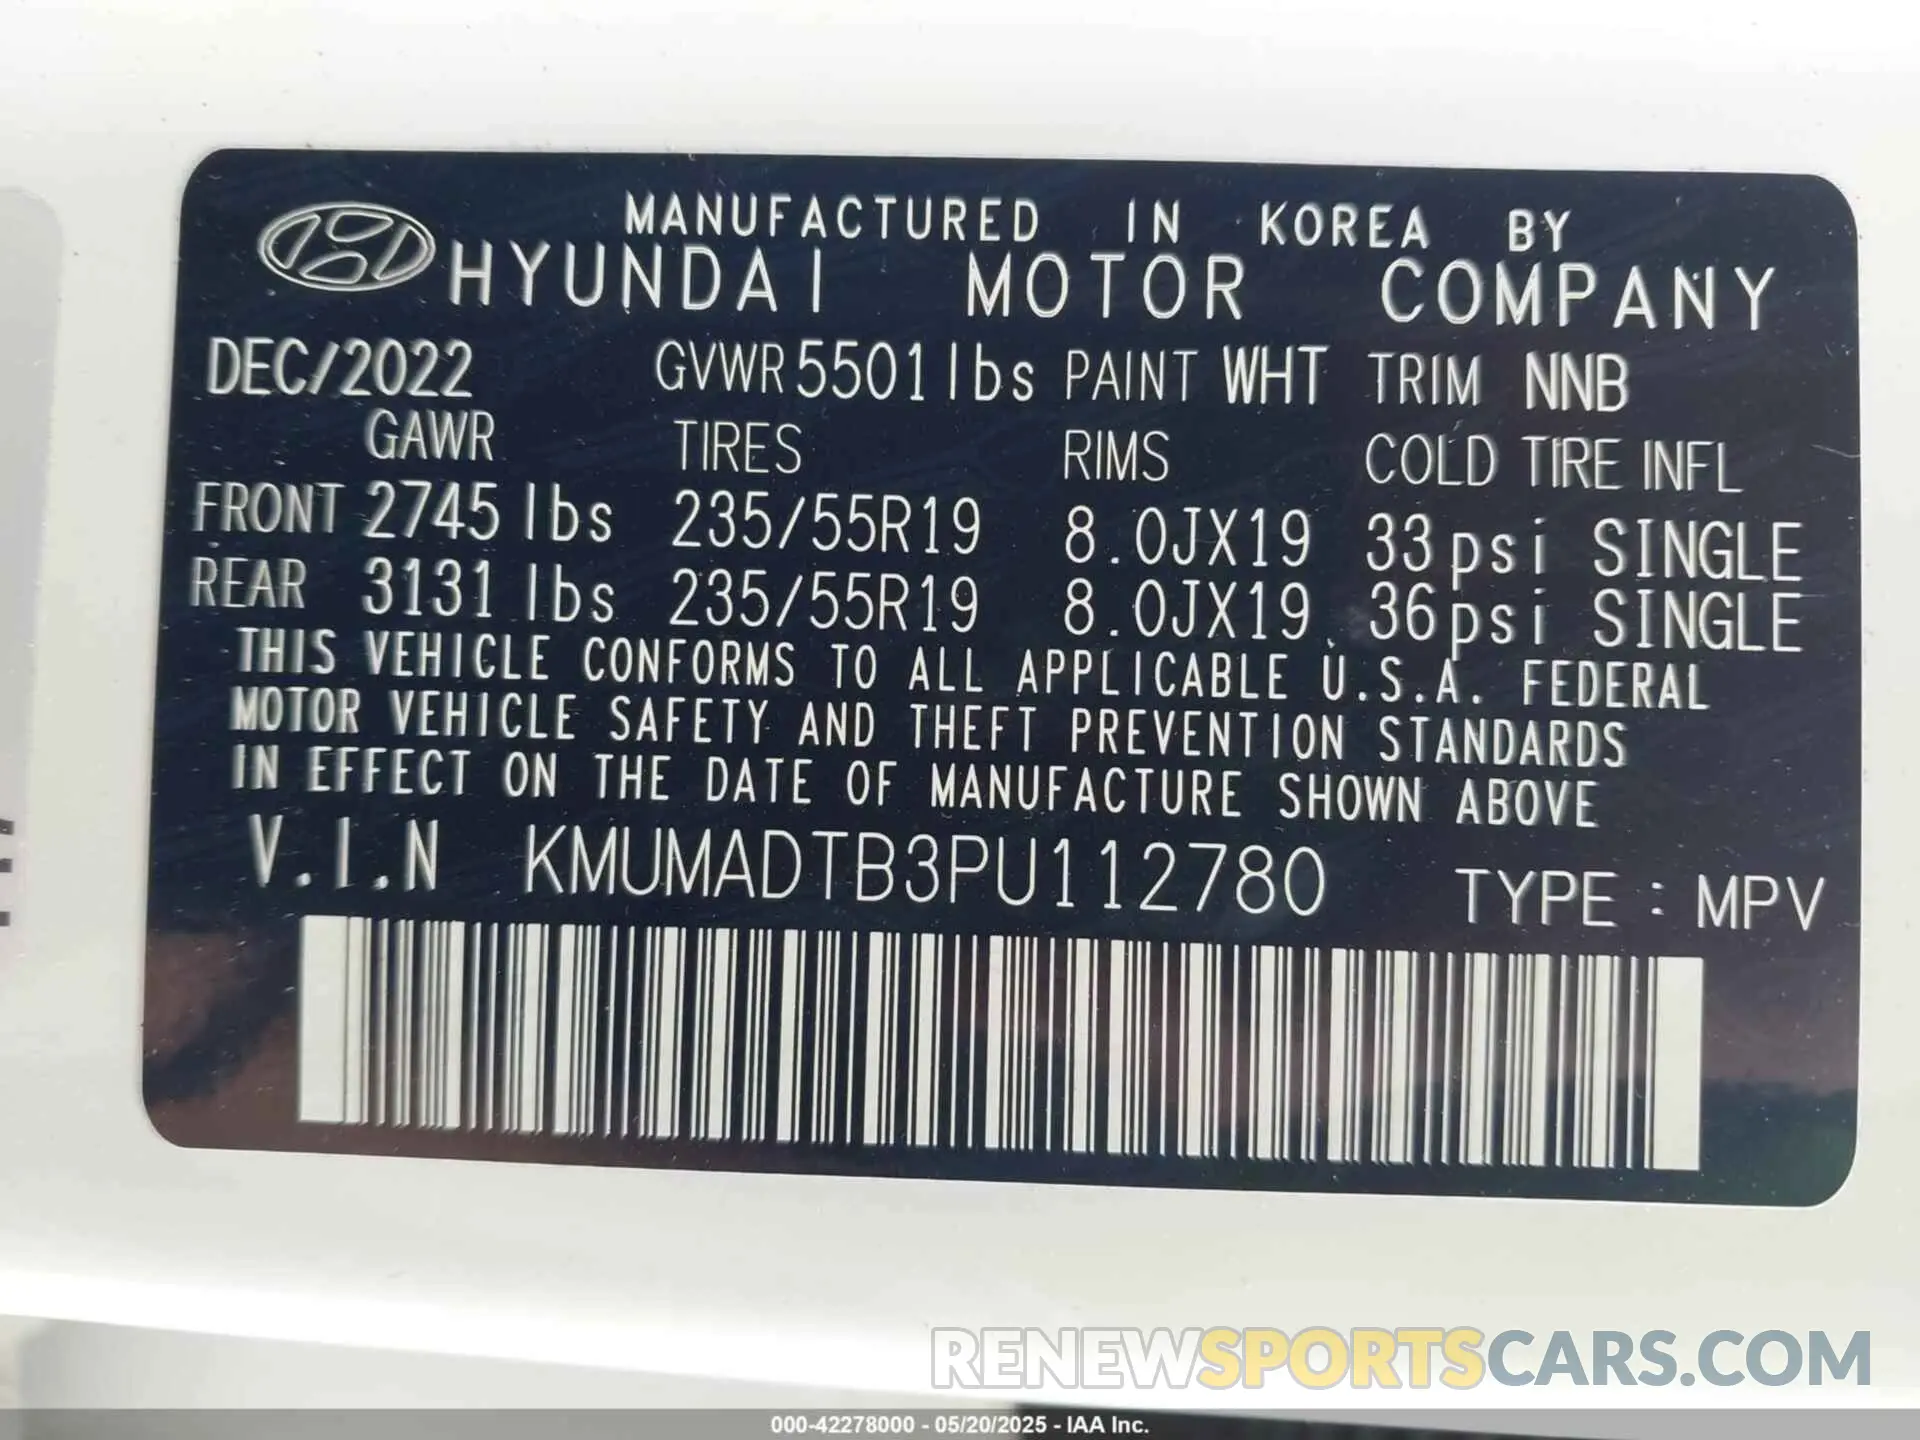 MANUFACTURED IN KOREA BY
HYUNDAI MOTOR COMPANY
DEC/2022 GVWR 5501 lbs PAINT WHT TRIM NNB
GAWR TIRES RIMS COLD TIRE INFL
FRONT 2745 lbs 235/55R19 8.0JX19 33psi SINGLE
REAR 3131 lbs 235/55R19 8.0JX19 36psi SINGLE
THIS VEHICLE CONFORMS TO ALL APPLICABLE U.S.A. FEDERAL
MOTOR VEHICLE SAFETY AND THEFT PREVENTION STANDARDS
IN EFFECT ON THE DATE OF MANUFACTURE SHOWN ABOVE
V.I.N KMUMADTB3PU112780 TYPE : MPV
RENEWSPORTSCARS.COM
000-42278000 - 05/20/2025 - IAA Inc.